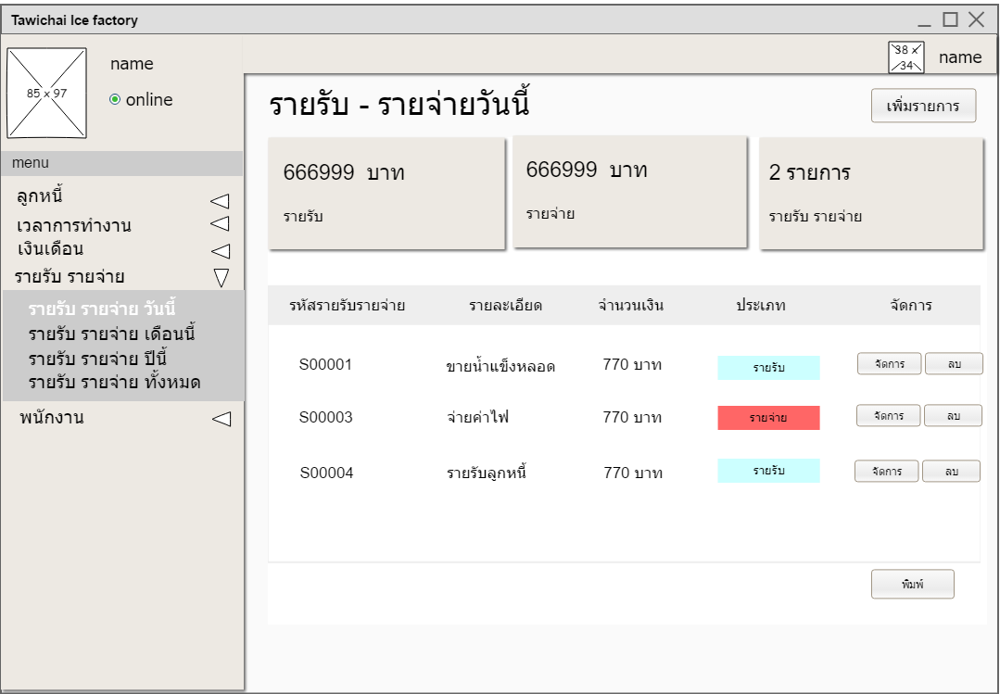 Tawichai Ice factory
38 x 34
name
85 x 97
name
online
menu
ลูกหนี้
เวลาการทำงาน
เงินเดือน
รายรับ รายจ่าย
รายรับ รายจ่าย วันนี้
รายรับ รายจ่าย เดือนนี้
รายรับ รายจ่าย ปีนี้
รายรับ รายจ่าย ทั้งหมด
พนักงาน
รายรับ - รายจ่ายวันนี้
เพิ่มรายการ
666999 บาท
รายรับ
666999 บาท
รายจ่าย
2 รายการ
รายรับ รายจ่าย
รหัสรายรับรายจ่าย รายละเอียด จำนวนเงิน ประเภท จัดการ
S00001 ขายน้ำแข็งหลอด 770 บาท รายรับ จัดการ ลบ
S00003 จ่ายค่าไฟ 770 บาท รายจ่าย จัดการ ลบ
S00004 รายรับลูกหนี้ 770 บาท รายรับ จัดการ ลบ
พิมพ์